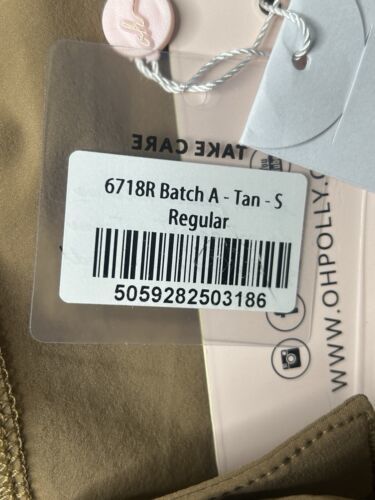 TAKE CARE
6718R Batch A - Tan - S
Regular
5059282503186
WWW.OHPOLLY.C